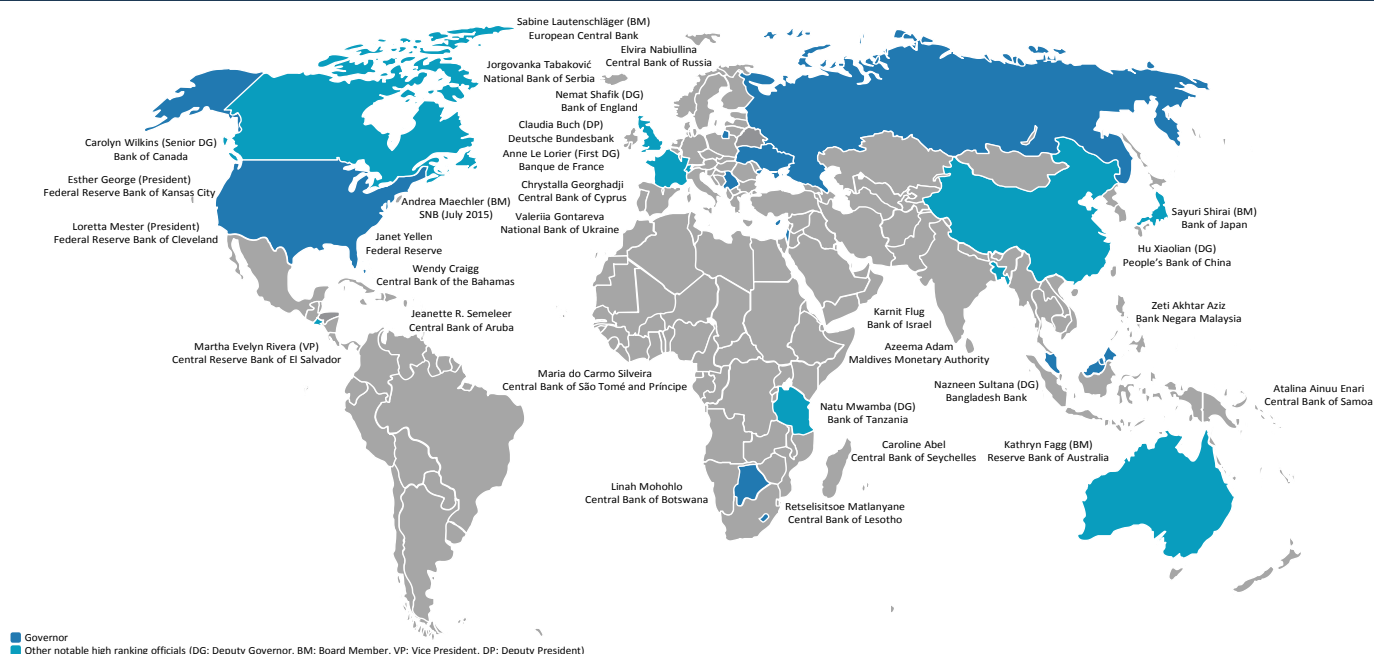 Sabine Lautenschläger (BM)
European Central Bank
Elvira Nabiullina
Central Bank of Russia
Jorgovanka Tabaković
National Bank of Serbia
Nemat Shafik (DG)
Bank of England
Claudia Buch (DP)
Deutsche Bundesbank
Anne Le Lorier (First DG)
Banque de France
Chrystalla Georghadji
Central Bank of Cyprus
Valeriia Gontareva
National Bank of Ukraine
Carolyn Wilkins (Senior DG)
Bank of Canada
Esther George (President)
Federal Reserve Bank of Kansas City
Loretta Mester (President)
Federal Reserve Bank of Cleveland
Andrea Maechler (BM)
SNB (July 2015)
Janet Yellen
Federal Reserve
Wendy Craigg
Central Bank of the Bahamas
Jeanette R. Semeleer
Central Bank of Aruba
Martha Evelyn Rivera (VP)
Central Reserve Bank of El Salvador
Maria do Carmo Silveira
Central Bank of São Tomé and Príncipe
Sayuri Shirai (BM)
Bank of Japan
Hu Xiaolian (DG)
People's Bank of China
Zeti Akhtar Aziz
Bank Negara Malaysia
Karnit Flug
Bank of Israel
Azeema Adam
Maldives Monetary Authority
Nazneen Sultana (DG)
Bangladesh Bank
Atalina Ainuu Enari
Central Bank of Samoa
Natu Mwamba (DG)
Bank of Tanzania
Caroline Abel
Central Bank of Seychelles
Kathryn Fagg (BM)
Reserve Bank of Australia
Linah Mohohlo
Central Bank of Botswana
Retselisitsoe Matlanyane
Central Bank of Lesotho
Governor
Other notable high ranking officials (DG: Deputy Governor, BM: Board Member, VP: Vice President, DP: Deputy President)